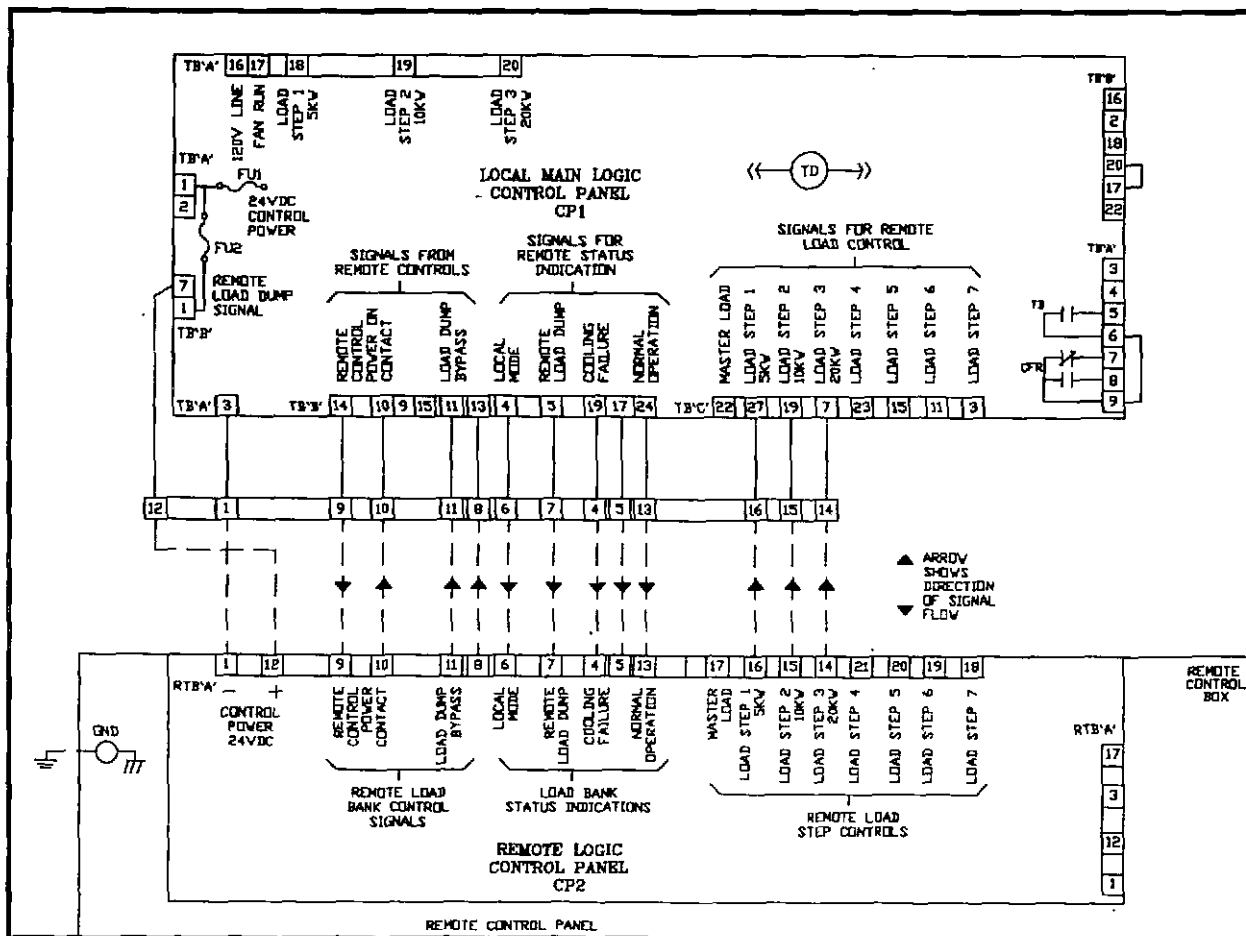 TB'A' 16 17 18 19 20
120V LINE
FAN RUN
LOAD STEP 1 5KW
LOAD STEP 2 10KW
LOAD STEP 3 20KW
TB'B'
16
2
18
20
17
22
TB'A'
1
2
FU1
24VDC
CONTROL
POWER
FU2
7
1
TB'B'
REMOTE
LOAD DUMP
SIGNAL
LOCAL MAIN LOGIC
CONTROL PANEL
CP1
TD
SIGNALS FROM
REMOTE CONTROLS
SIGNALS FOR
REMOTE STATUS
INDICATION
SIGNALS FOR REMOTE
LOAD CONTROL
TB'A'
3
4
5
6
7
8
9
CFR
REMOTE CONTROL POWER ON CONTACT
LOAD DUMP BYPASS
LOCAL MODE
REMOTE LOAD DUMP
COOLING FAILURE
NORMAL OPERATION
MASTER LOAD
LOAD STEP 1 5KW
LOAD STEP 2 10KW
LOAD STEP 3 20KW
LOAD STEP 4
LOAD STEP 5
LOAD STEP 6
LOAD STEP 7
TB'A' 3 TB'B' 14 10 9 15 11 13 4 5 19 17 24 TB'C' 22 27 19 7 23 15 11 3
12 1 9 10 11 8 6 7 4 5 13 16 15 14
ARROW
SHOWS
DIRECTION
OF SIGNAL
FLOW
1 12 9 10 11 8 6 7 4 5 13 17 16 15 14 21 20 19 18
RTB'A'
- +
CONTROL
POWER
24VDC
GND
REMOTE CONTROL POWER CONTACT
LOAD DUMP BYPASS
LOCAL MODE
REMOTE LOAD DUMP
COOLING FAILURE
NORMAL OPERATION
MASTER LOAD
LOAD STEP 1 5KW
LOAD STEP 2 10KW
LOAD STEP 3 20KW
LOAD STEP 4
LOAD STEP 5
LOAD STEP 6
LOAD STEP 7
REMOTE LOAD
BANK CONTROL
SIGNALS
LOAD BANK
STATUS INDICATIONS
REMOTE LOAD
STEP CONTROLS
REMOTE LOGIC
CONTROL PANEL
CP2
REMOTE
CONTROL
BOX
RTB'A'
17
3
12
1
REMOTE CONTROL PANEL